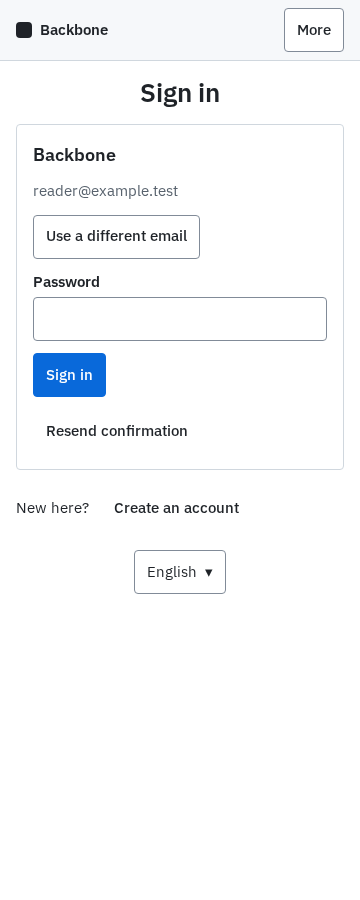 Backbone
More
Sign in
Backbone
reader@example.test
Use a different email
Password
Sign in
Resend confirmation
New here? Create an account
English ▾